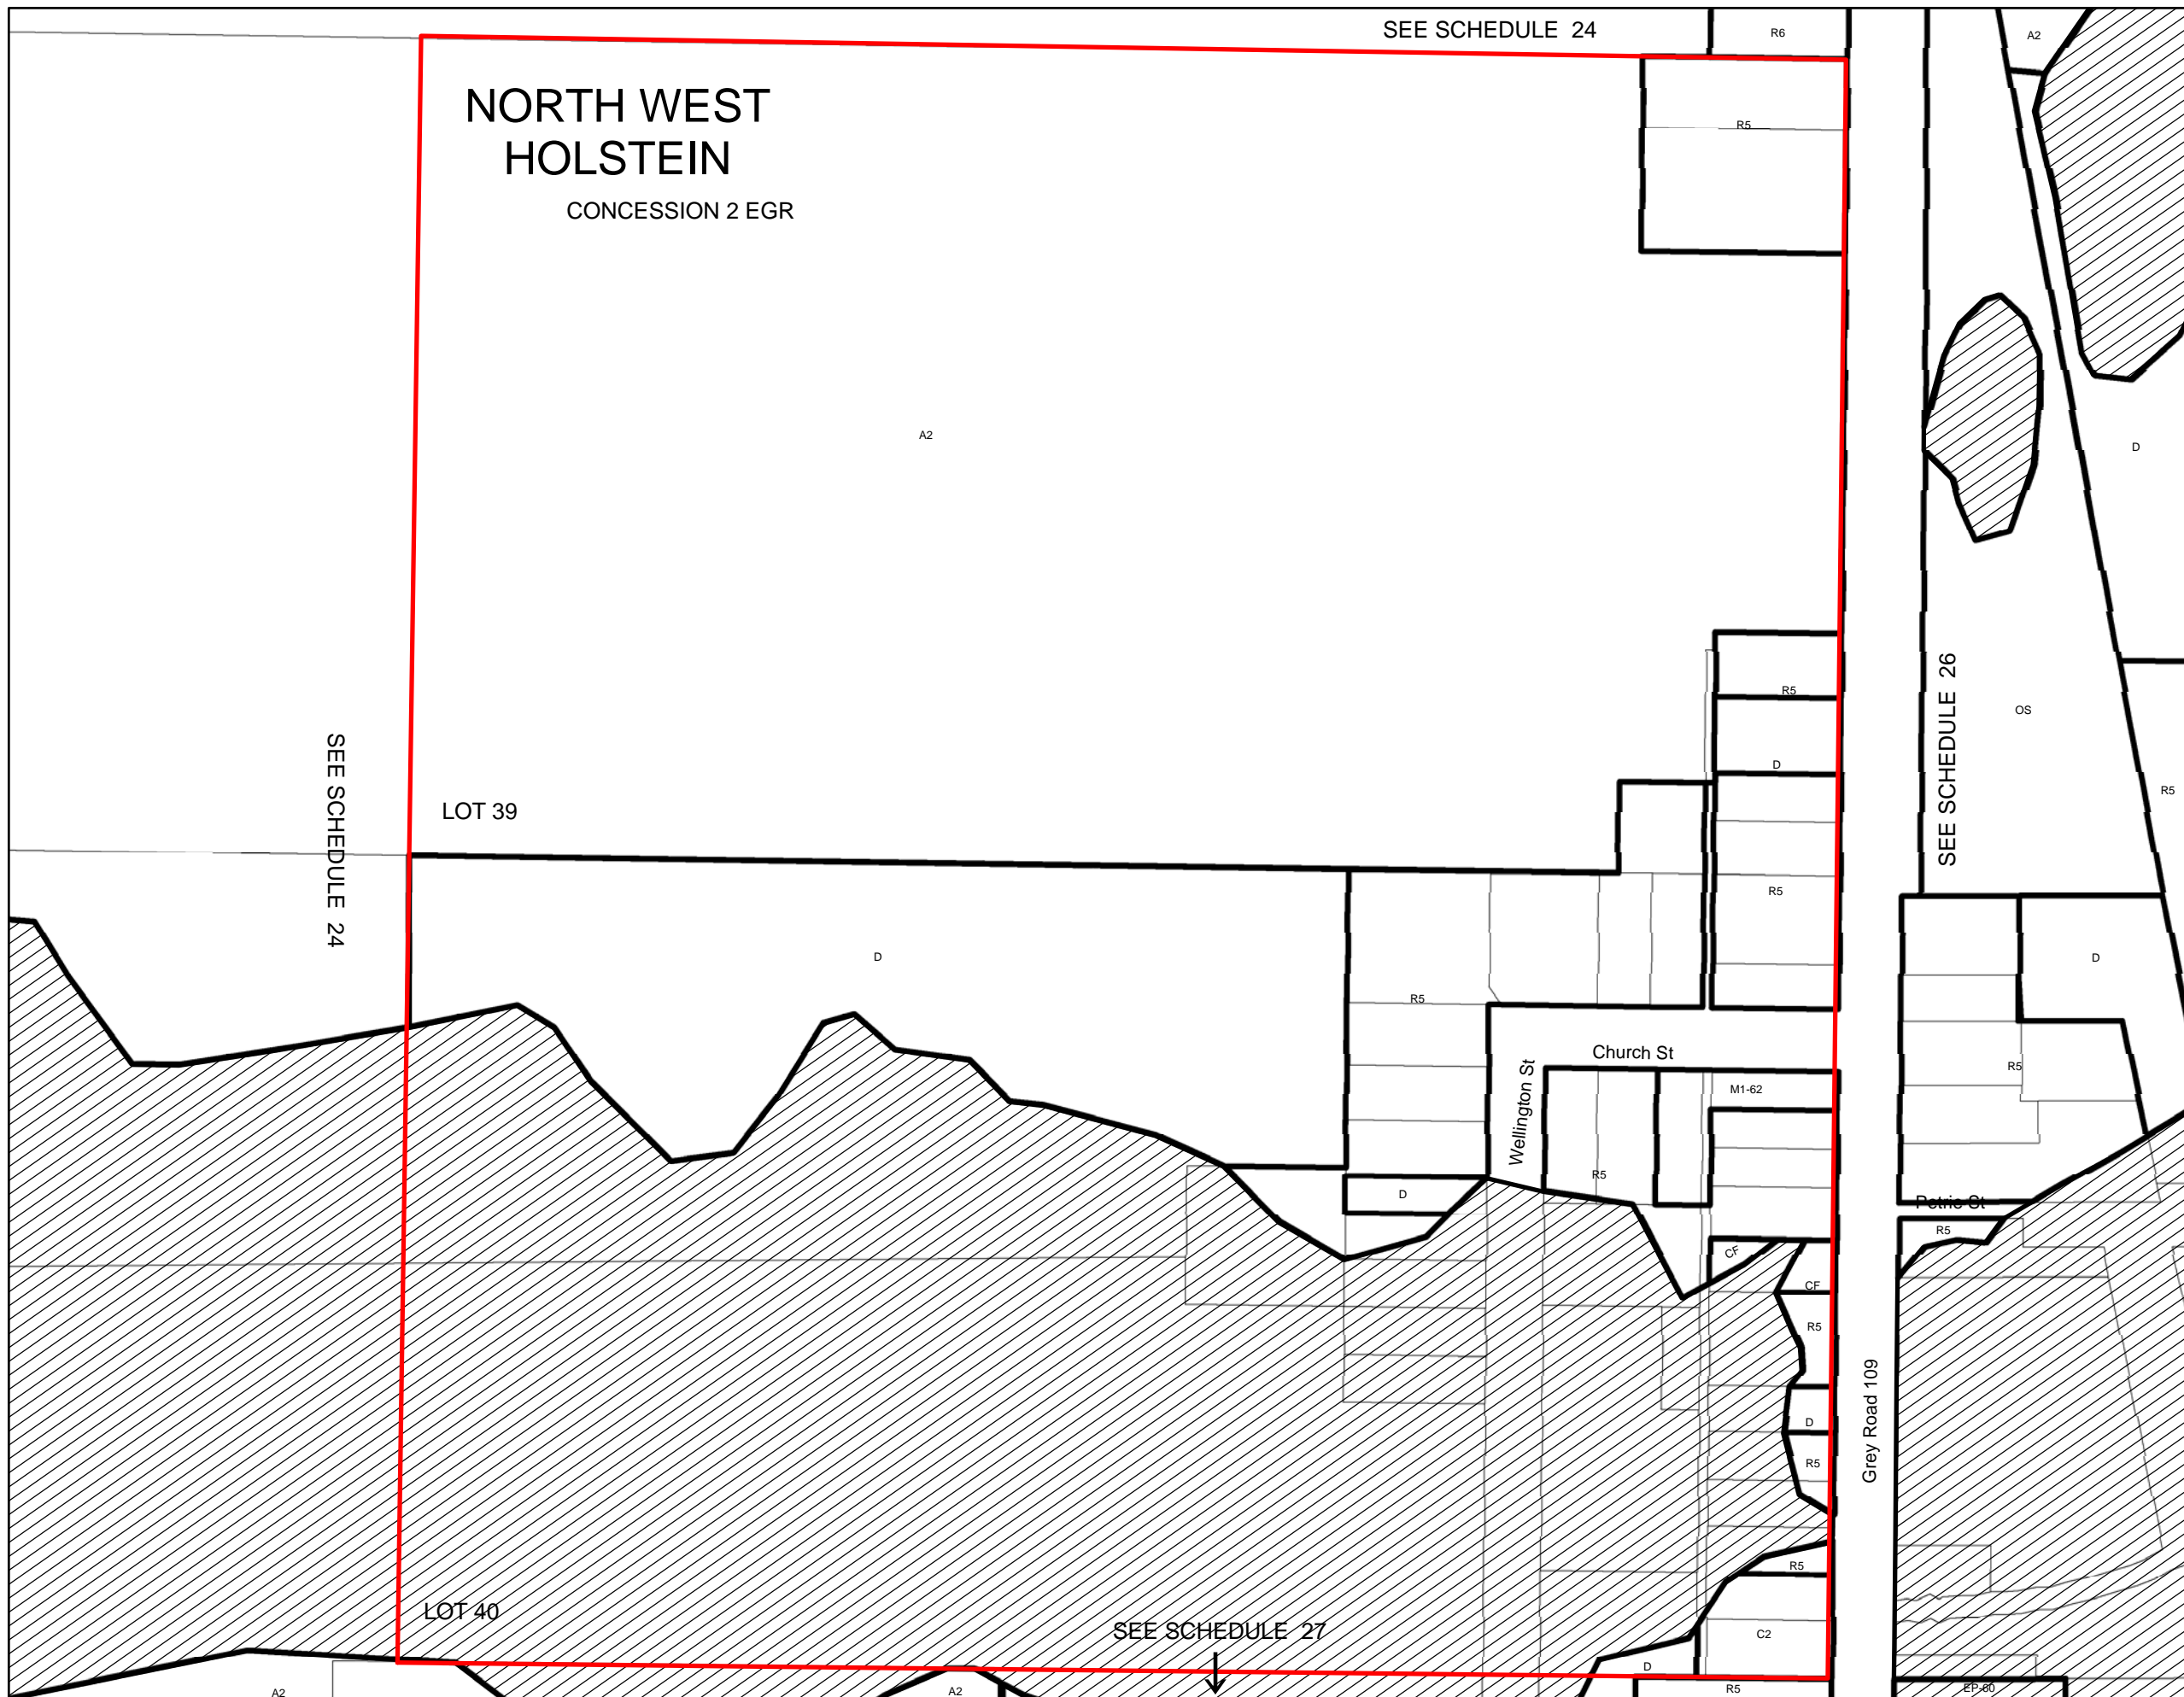 SEE SCHEDULE 24
R6
A2
NORTH WEST
HOLSTEIN
CONCESSION 2 EGR
R5
A2
D
R5
OS
SEE SCHEDULE 26
D
R5
SEE SCHEDULE 24
LOT 39
R5
D
D
R5
Church St
Wellington St
M1-62
R5
R5
D
Petrie St
R5
CF
CF
R5
Grey Road 109
D
R5
R5
LOT 40
SEE SCHEDULE 27
C2
D
A2
A2
R5
EP-60